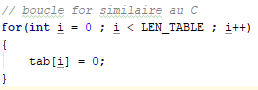 // boucle for similaire au C
for(int i = 0 ; i < LEN_TABLE ; i++)
{
    tab[i] = 0;
}